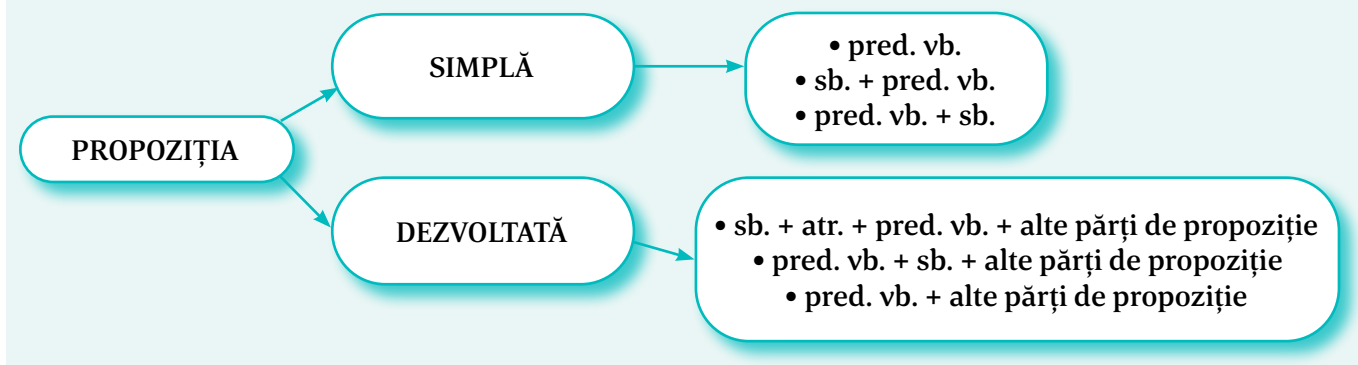 PROPOZIȚIA
SIMPLĂ
• pred. vb.
• sb. + pred. vb.
• pred. vb. + sb.
DEZVOLTATĂ
• sb. + atr. + pred. vb. + alte părți de propoziție
• pred. vb. + sb. + alte părți de propoziție
• pred. vb. + alte părți de propoziție